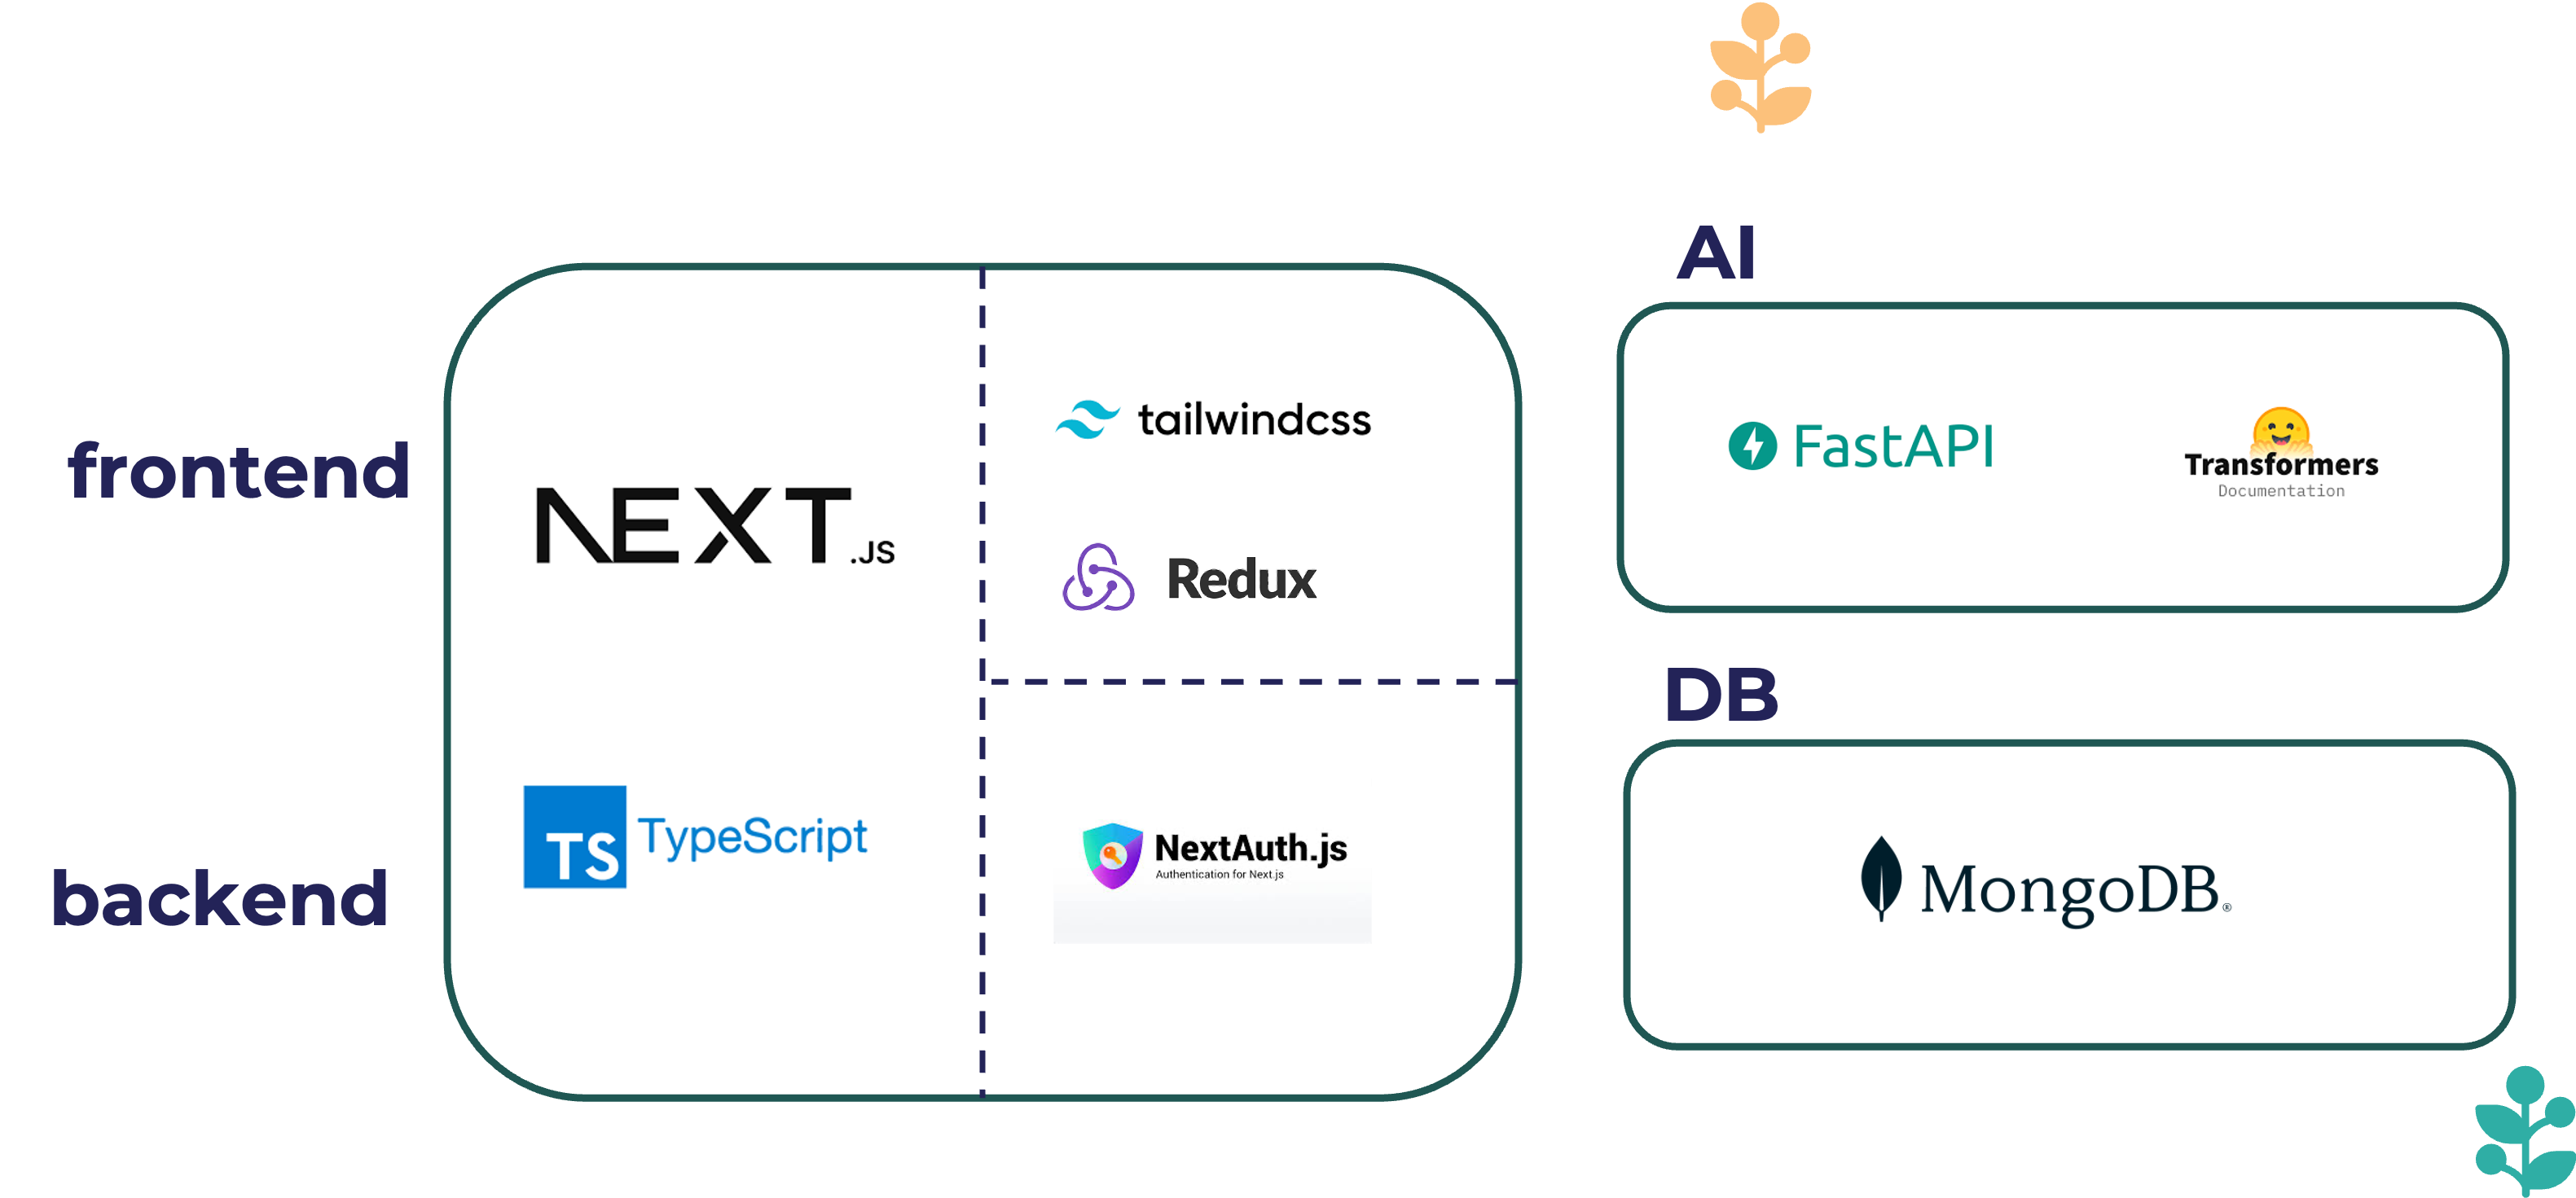 frontend
backend
NEXT.JS
TS TypeScript
tailwindcss
Redux
NextAuth.js
Authentication for Next.js
AI
FastAPI
Transformers
Documentation
DB
MongoDB®